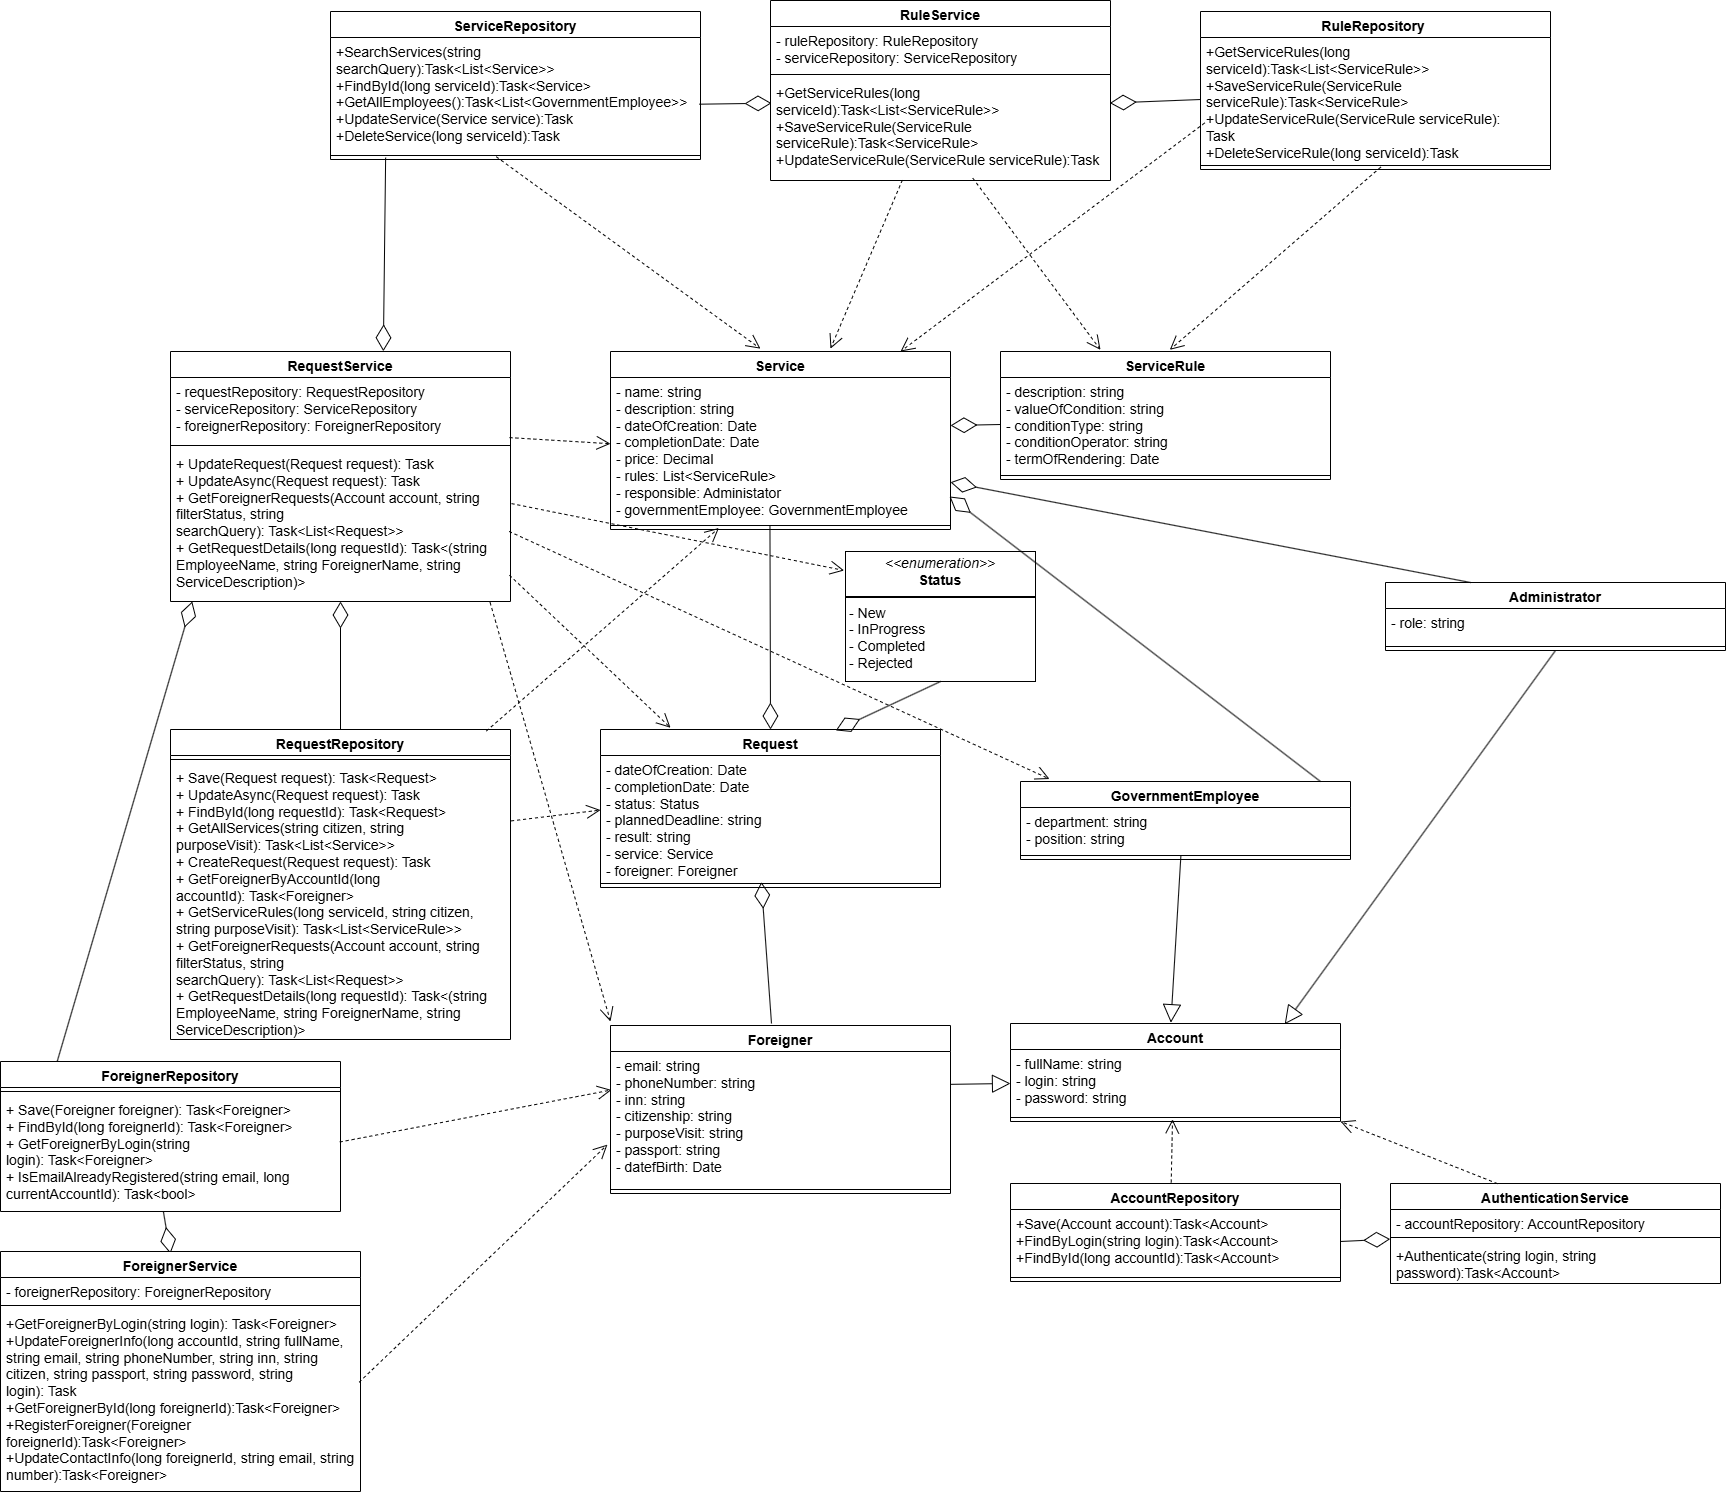 ServiceRepository
+SearchServices(string
searchQuery):Task<List<Service>>
+FindById(long serviceId):Task<Service>
+GetAllEmployees():Task<List<GovernmentEmployee>>
+UpdateService(Service service):Task
+DeleteService(long serviceId):Task
RuleService
- ruleRepository: RuleRepository
- serviceRepository: ServiceRepository
+GetServiceRules(long
serviceId):Task<List<ServiceRule>>
+SaveServiceRule(ServiceRule
serviceRule):Task<ServiceRule>
+UpdateServiceRule(ServiceRule serviceRule):Task
RuleRepository
+GetServiceRules(long
serviceId):Task<List<ServiceRule>>
+SaveServiceRule(ServiceRule
serviceRule):Task<ServiceRule>
+UpdateServiceRule(ServiceRule serviceRule):
Task
+DeleteServiceRule(long serviceId):Task
RequestService
- requestRepository: RequestRepository
- serviceRepository: ServiceRepository
- foreignerRepository: ForeignerRepository
+ UpdateRequest(Request request): Task
+ UpdateAsync(Request request): Task
+ GetForeignerRequests(Account account, string
filterStatus, string
searchQuery): Task<List<Request>>
+ GetRequestDetails(long requestId): Task<(string
EmployeeName, string ForeignerName, string
ServiceDescription)>
Service
- name: string
- description: string
- dateOfCreation: Date
- completionDate: Date
- price: Decimal
- rules: List<ServiceRule>
- responsible: Administator
- governmentEmployee: GovernmentEmployee
ServiceRule
- description: string
- valueOfCondition: string
- conditionType: string
- conditionOperator: string
- termOfRendering: Date
<<enumeration>>
Status
- New
- InProgress
- Completed
- Rejected
Administrator
- role: string
RequestRepository
+ Save(Request request): Task<Request>
+ UpdateAsync(Request request): Task
+ FindById(long requestId): Task<Request>
+ GetAllServices(string citizen, string
purposeVisit): Task<List<Service>>
+ CreateRequest(Request request): Task
+ GetForeignerByAccountId(long
accountId): Task<Foreigner>
+ GetServiceRules(long serviceId, string citizen,
string purposeVisit): Task<List<ServiceRule>>
+ GetForeignerRequests(Account account, string
filterStatus, string
searchQuery): Task<List<Request>>
+ GetRequestDetails(long requestId): Task<(string
EmployeeName, string ForeignerName, string
ServiceDescription)>
Request
- dateOfCreation: Date
- completionDate: Date
- status: Status
- plannedDeadline: string
- result: string
- service: Service
- foreigner: Foreigner
GovernmentEmployee
- department: string
- position: string
ForeignerRepository
+ Save(Foreigner foreigner): Task<Foreigner>
+ FindById(long foreignerId): Task<Foreigner>
+ GetForeignerByLogin(string
login): Task<Foreigner>
+ IsEmailAlreadyRegistered(string email, long
currentAccountId): Task<bool>
Foreigner
- email: string
- phoneNumber: string
- inn: string
- citizenship: string
- purposeVisit: string
- passport: string
- datefBirth: Date
Account
- fullName: string
- login: string
- password: string
AccountRepository
+Save(Account account):Task<Account>
+FindByLogin(string login):Task<Account>
+FindById(long accountId):Task<Account>
AuthenticationService
- accountRepository: AccountRepository
+Authenticate(string login, string
password):Task<Account>
ForeignerService
- foreignerRepository: ForeignerRepository
+GetForeignerByLogin(string login): Task<Foreigner>
+UpdateForeignerInfo(long accountId, string fullName,
string email, string phoneNumber, string inn, string
citizen, string passport, string password, string
login): Task
+GetForeignerById(long foreignerId):Task<Foreigner>
+RegisterForeigner(Foreigner
foreignerId):Task<Foreigner>
+UpdateContactInfo(long foreignerId, string email, string
number):Task<Foreigner>